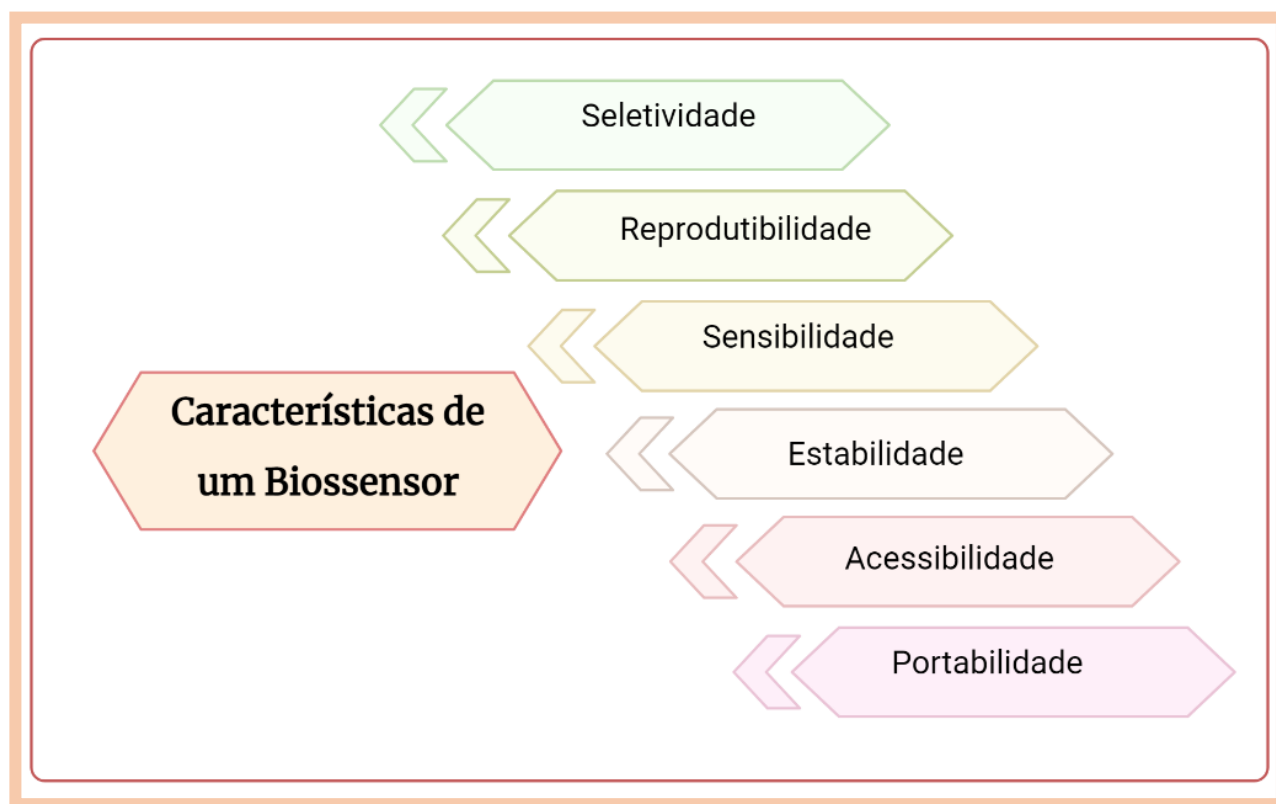 Seletividade
Reprodutibilidade
Sensibilidade
Características de
um Biossensor
Estabilidade
Acessibilidade
Portabilidade